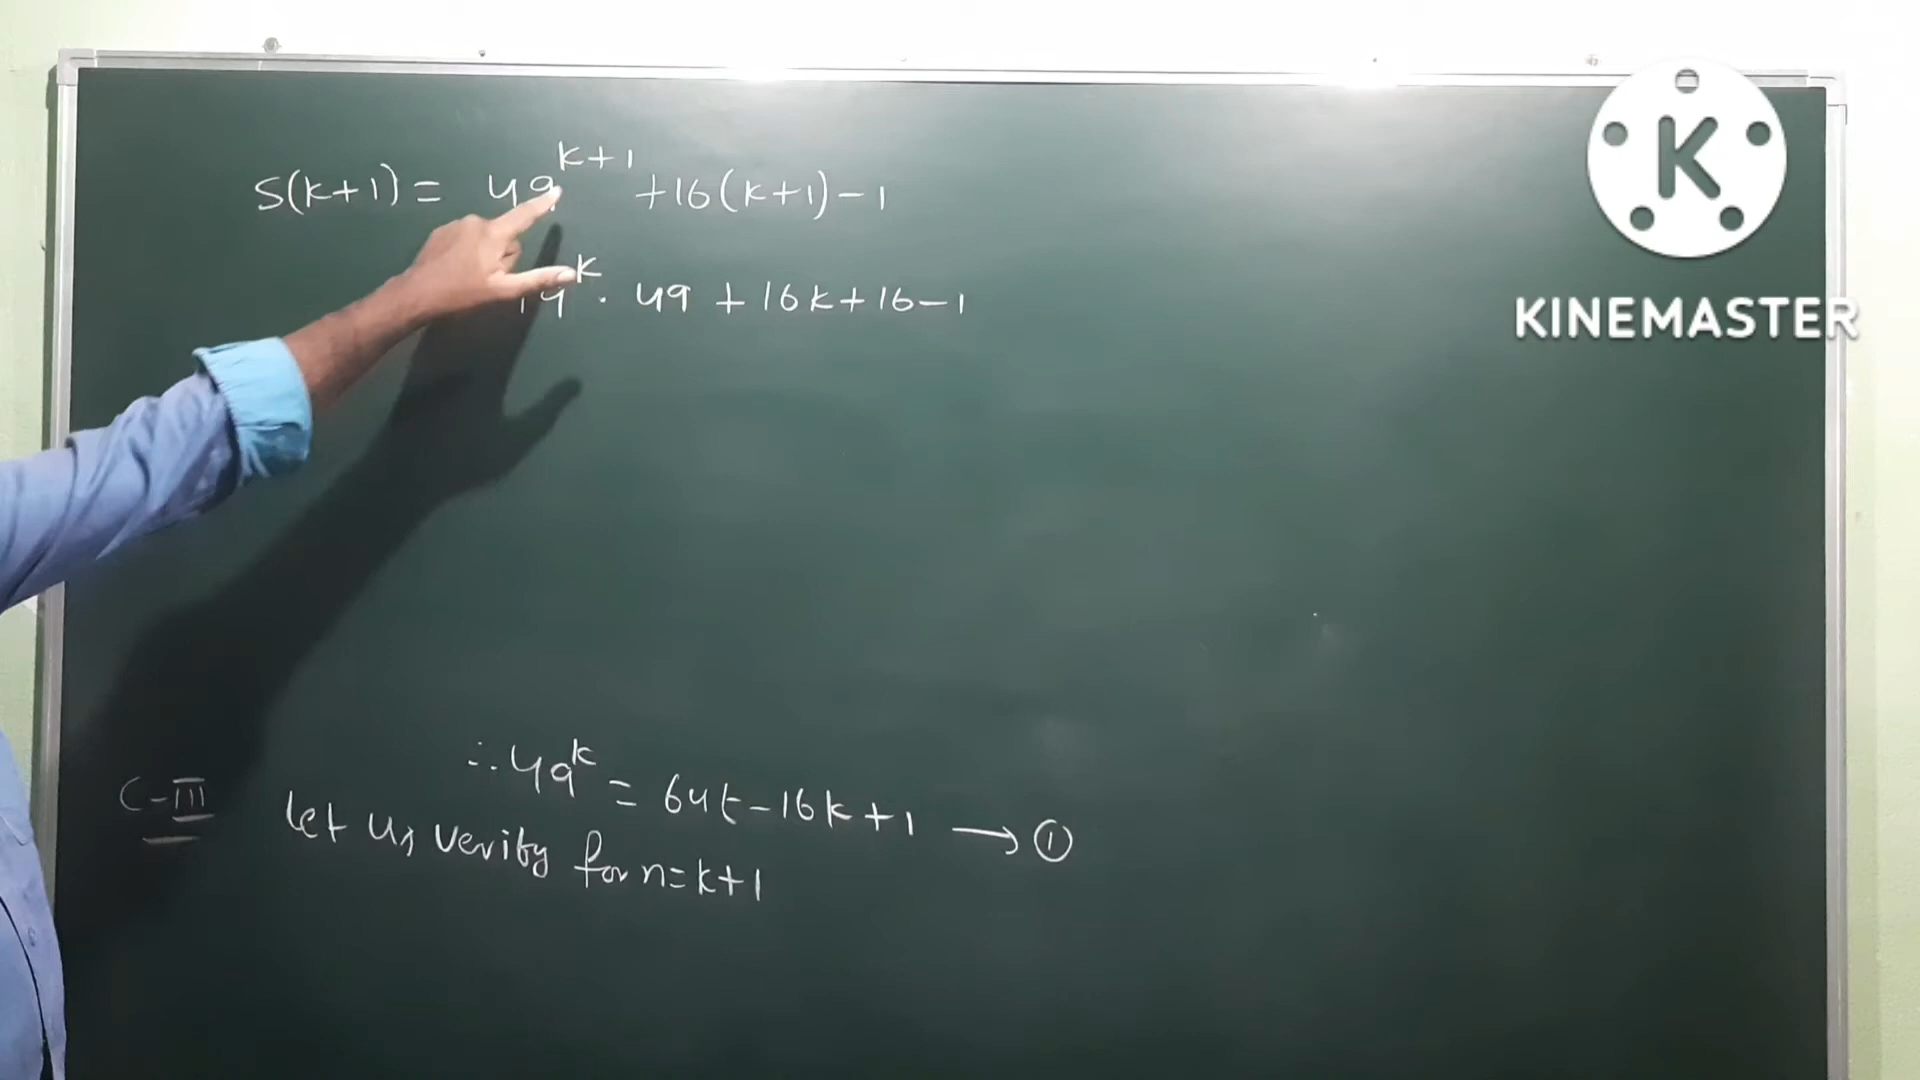 S(k+1) = 49^{k+1} + 16(k+1) - 1
49^k · 49 + 16k + 16 - 1
∴ 49^k = 64t - 16k + 1 → ①
C-III let us verify for n = k+1
K
KINEMASTER